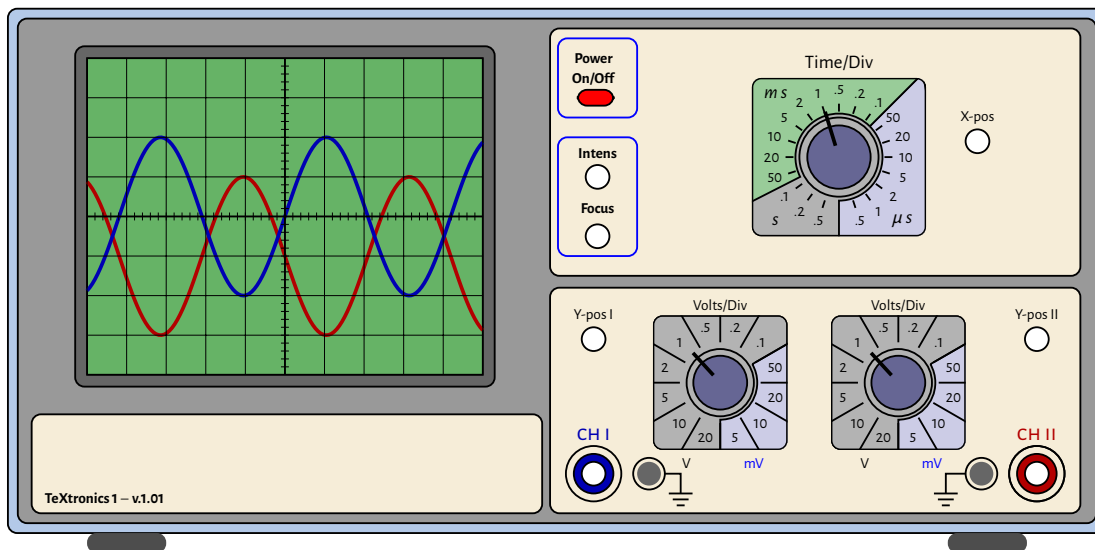 Power
On/Off
Intens
Focus
Time/Div
m s
50
20
10
5
2
1
.5
.2
.1
50
20
10
5
2
1
.5
μ s
.5
.2
.1
s
X-pos
Y-pos I
Volts/Div
20
10
5
2
1
.5
.2
.1
50
20
10
5
V
mV
CH I
Volts/Div
20
10
5
2
1
.5
.2
.1
50
20
10
5
V
mV
Y-pos II
CH II
TeXtronics 1 – v.1.01